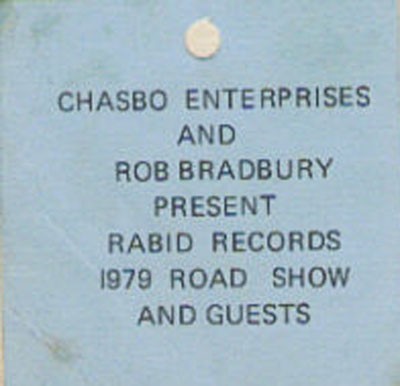 CHASBO ENTERPRISES
AND
ROB BRADBURY
PRESENT
RABID RECORDS
1979 ROAD SHOW
AND GUESTS